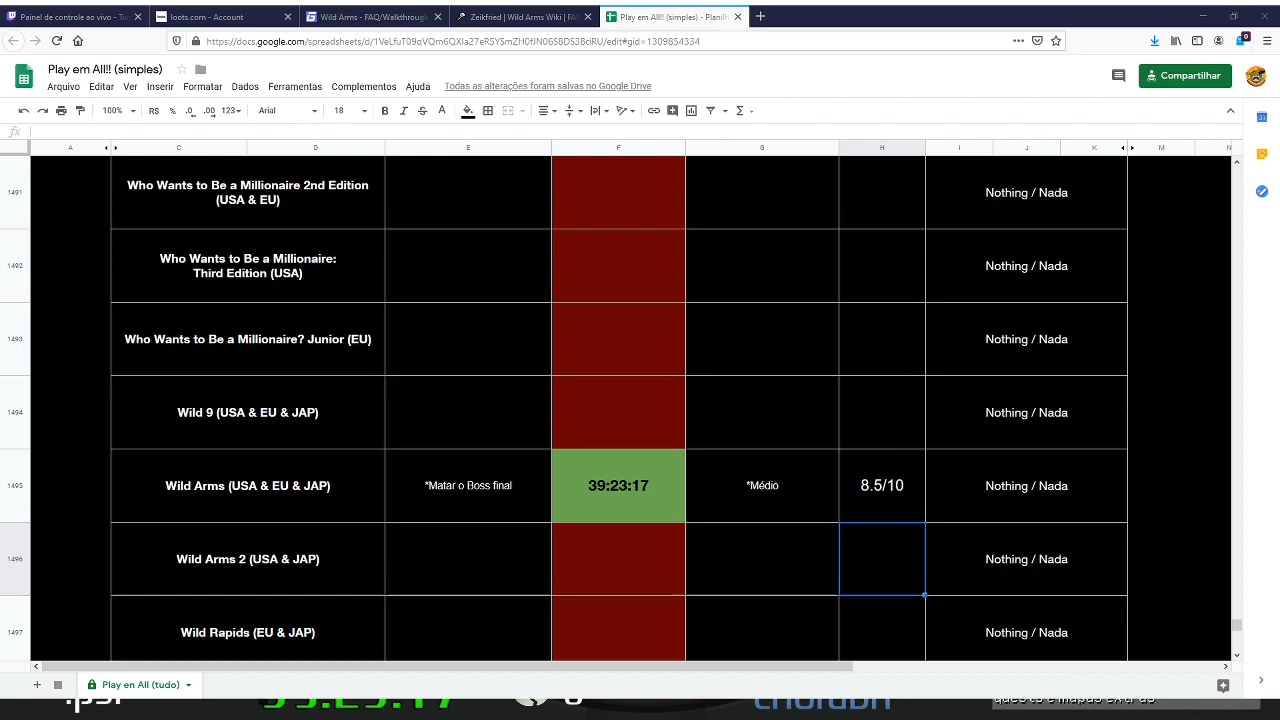 Painel de controle ao vivo - Tw
loots.com - Account
Wild Arms - FAQ/Walkthrough
Zeikfried | Wild Arms Wiki | FA
Play em All!! (simples) - Planilh
https://docs.google.com/spreadsheets/d/1VeLfuT09qVQm6QXIa27eR5YSmZH0fJN06S8DS3BciRU/edit#gid=1309854334
Play em All!! (simples)
Arquivo Editar Ver Inserir Formatar Dados Ferramentas Complementos Ajuda Todas as alterações foram salvas no Google Drive
Compartilhar
100% R$ % .0 .00 123 Arial 18 B I S A
fx
A C D E F G H I J K M N
1491 Who Wants to Be a Millionaire 2nd Edition
(USA & EU) Nothing / Nada
1492 Who Wants to Be a Millionaire:
Third Edition (USA) Nothing / Nada
1493 Who Wants to Be a Millionaire? Junior (EU) Nothing / Nada
1494 Wild 9 (USA & EU & JAP) Nothing / Nada
1495 Wild Arms (USA & EU & JAP) *Matar o Boss final 39:23:17 *Médio 8.5/10 Nothing / Nada
1496 Wild Arms 2 (USA & JAP) Nothing / Nada
1497 Wild Rapids (EU & JAP) Nothing / Nada
Play en All (tudo)